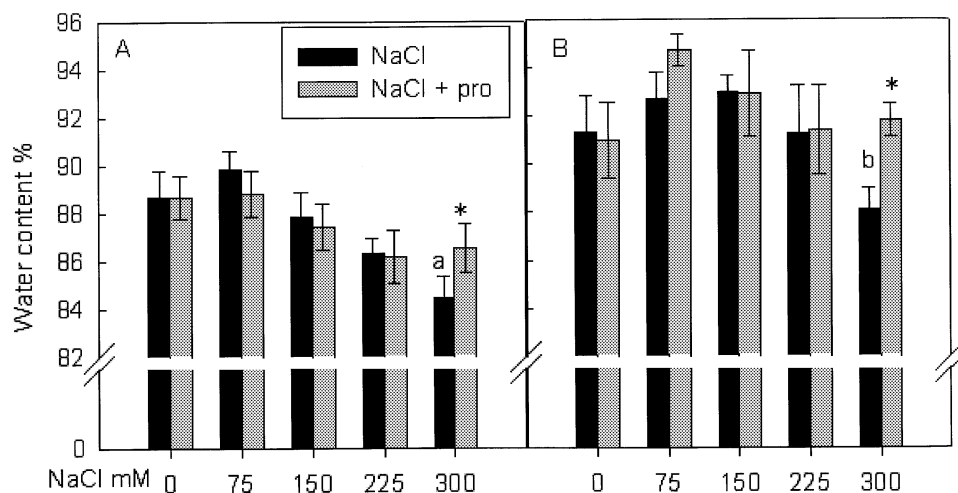 96
94
92
90
88
86
84
82
0
Water content %
A
NaCl
NaCl + pro
a
*
B
b
*
NaCl mM 0 75 150 225 300 0 75 150 225 300